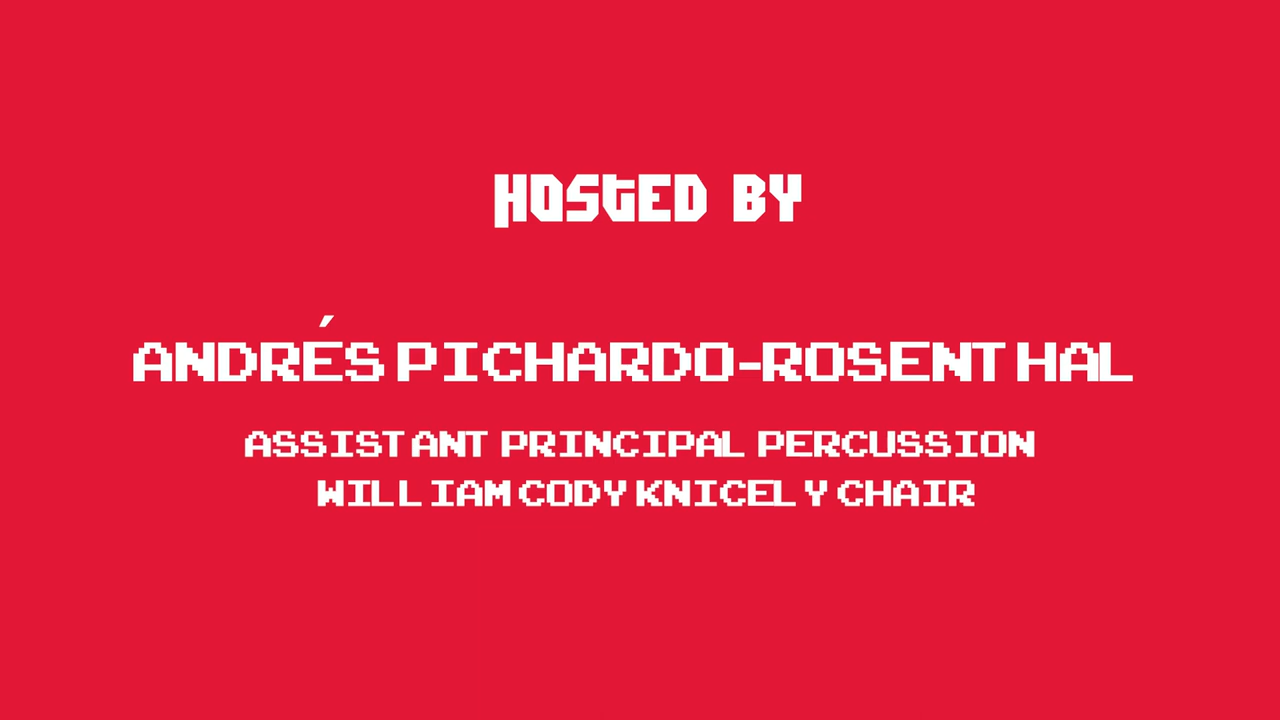 HOSTED BY
ANDRÉS PICHARDO-ROSENTHAL
ASSISTANT PRINCIPAL PERCUSSION
WILLIAM CODY KNICELY CHAIR